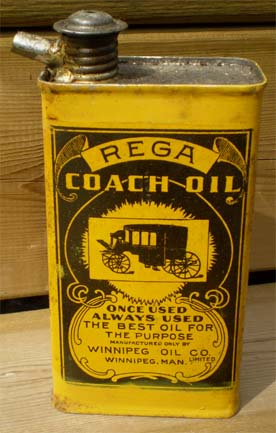 REGA
COACH OIL
ONCE USED
ALWAYS USED
THE BEST OIL FOR
THE PURPOSE
MANUFACTURED ONLY BY
WINNIPEG OIL CO.
LIMITED
WINNIPEG, MAN.